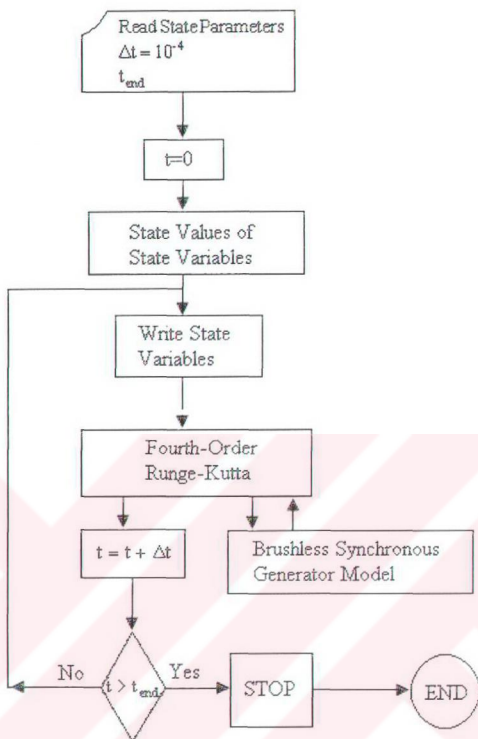 Read State Parameters
Δt = 10⁻⁴
t_end
t=0
State Values of
State Variables
Write State
Variables
Fourth-Order
Runge-Kutta
t = t + Δt
Brushless Synchronous
Generator Model
No
t > t_end
Yes
STOP
END